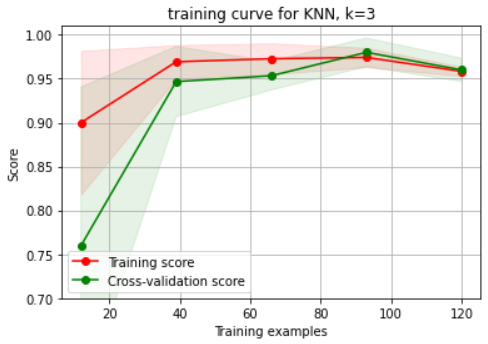 training curve for KNN, k=3
1.00
0.95
0.90
0.85
0.80
0.75
0.70
Score
Training score
Cross-validation score
20 40 60 80 100 120
Training examples